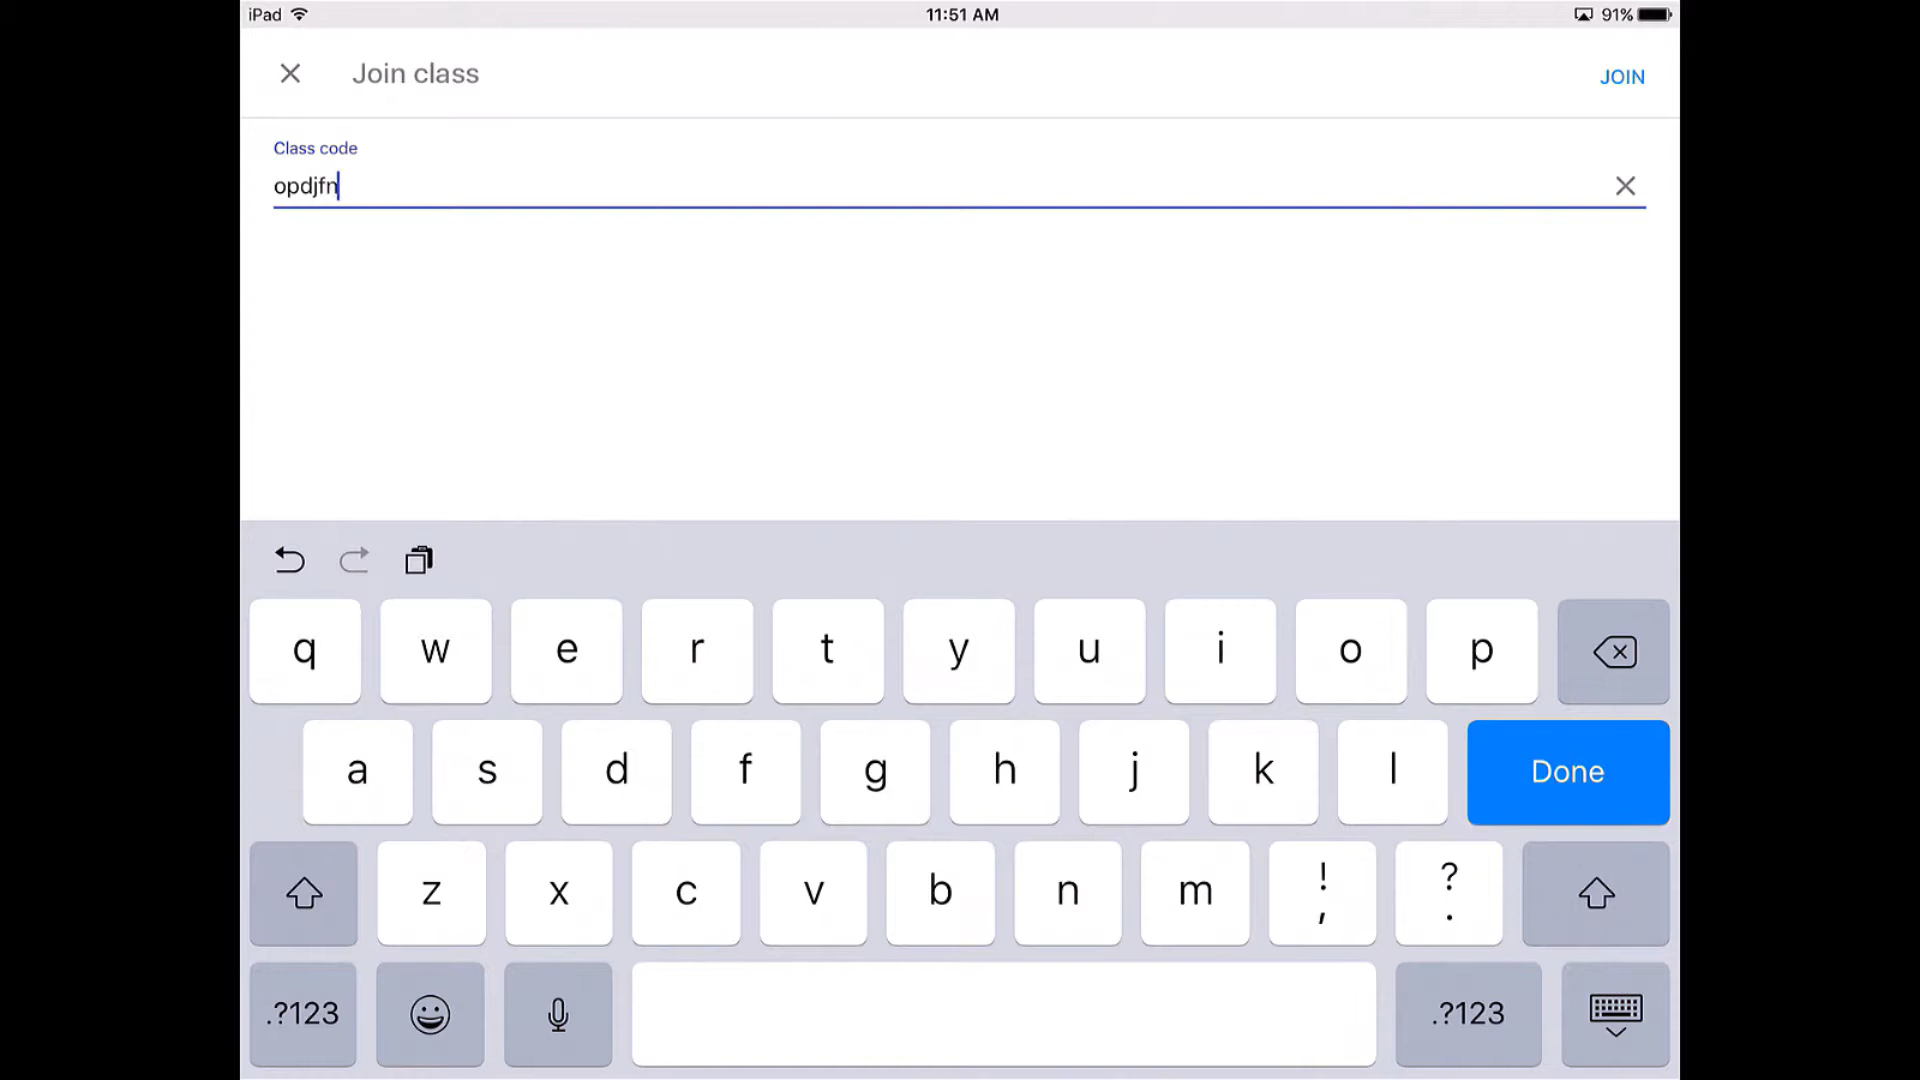 iPad 11:51 AM 91%
Join class JOIN
Class code
opdjfn
q w e r t y u i o p
a s d f g h j k l Done
z x c v b n m ! , ? .
.?123 .?123